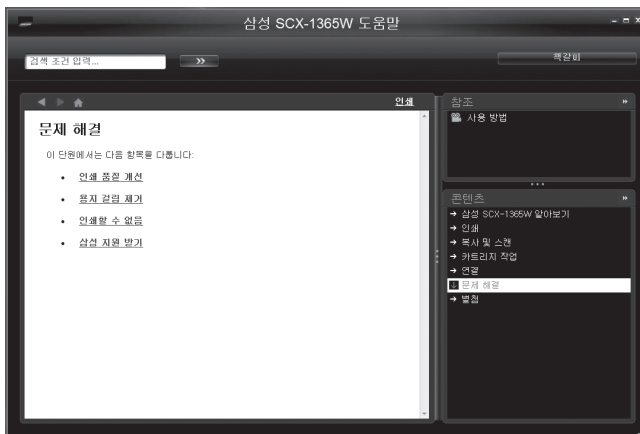 삼성 SCX-1365W 도움말
검색 조건 입력...
>>
책갈피
인쇄
문제 해결
이 단원에서는 다음 항목을 다룹니다:
• 인쇄 품질 개선
• 용지 걸림 제거
• 인쇄할 수 없음
• 삼성 지원 받기
참조
사용 방법
콘텐츠
삼성 SCX-1365W 알아보기
인쇄
복사 및 스캔
카트리지 작업
연결
문제 해결
별첨